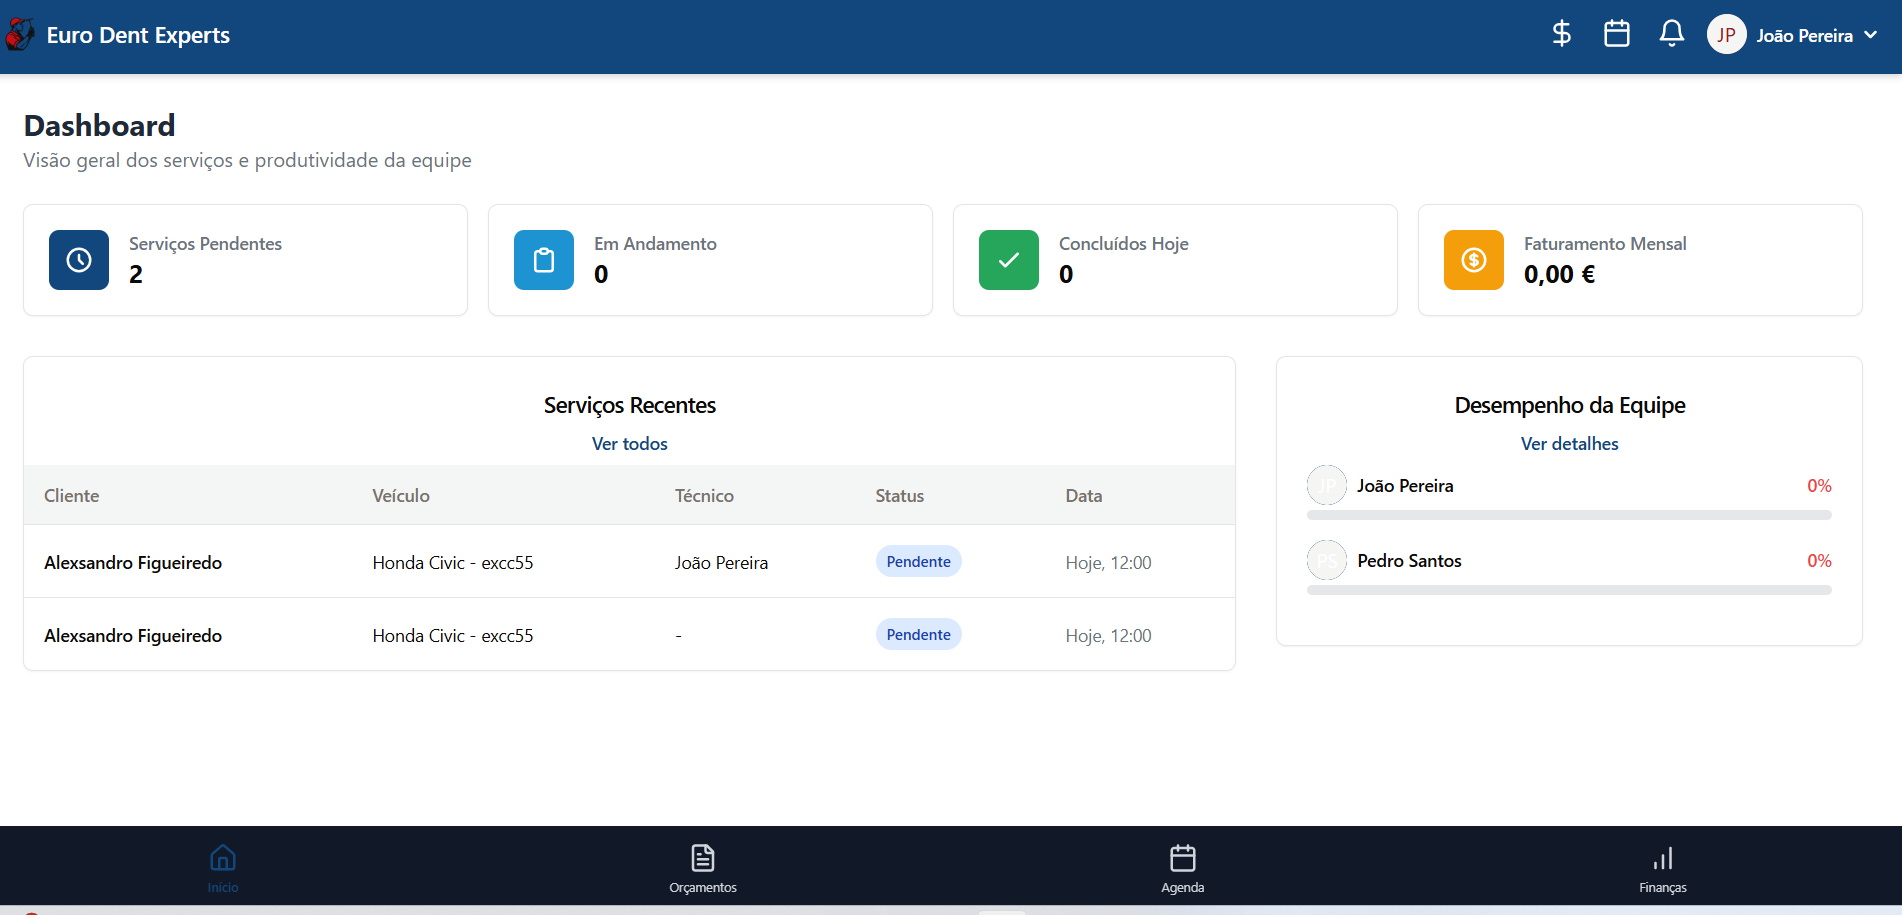 Euro Dent Experts
JP João Pereira
Dashboard
Visão geral dos serviços e produtividade da equipe
Serviços Pendentes
2
Em Andamento
0
Concluídos Hoje
0
Faturamento Mensal
0,00 €
Serviços Recentes
Ver todos
Cliente Veículo Técnico Status Data
Alexsandro Figueiredo Honda Civic - excc55 João Pereira Pendente Hoje, 12:00
Alexsandro Figueiredo Honda Civic - excc55 - Pendente Hoje, 12:00
Desempenho da Equipe
Ver detalhes
JP João Pereira 0%
PS Pedro Santos 0%
Início Orçamentos Agenda Finanças